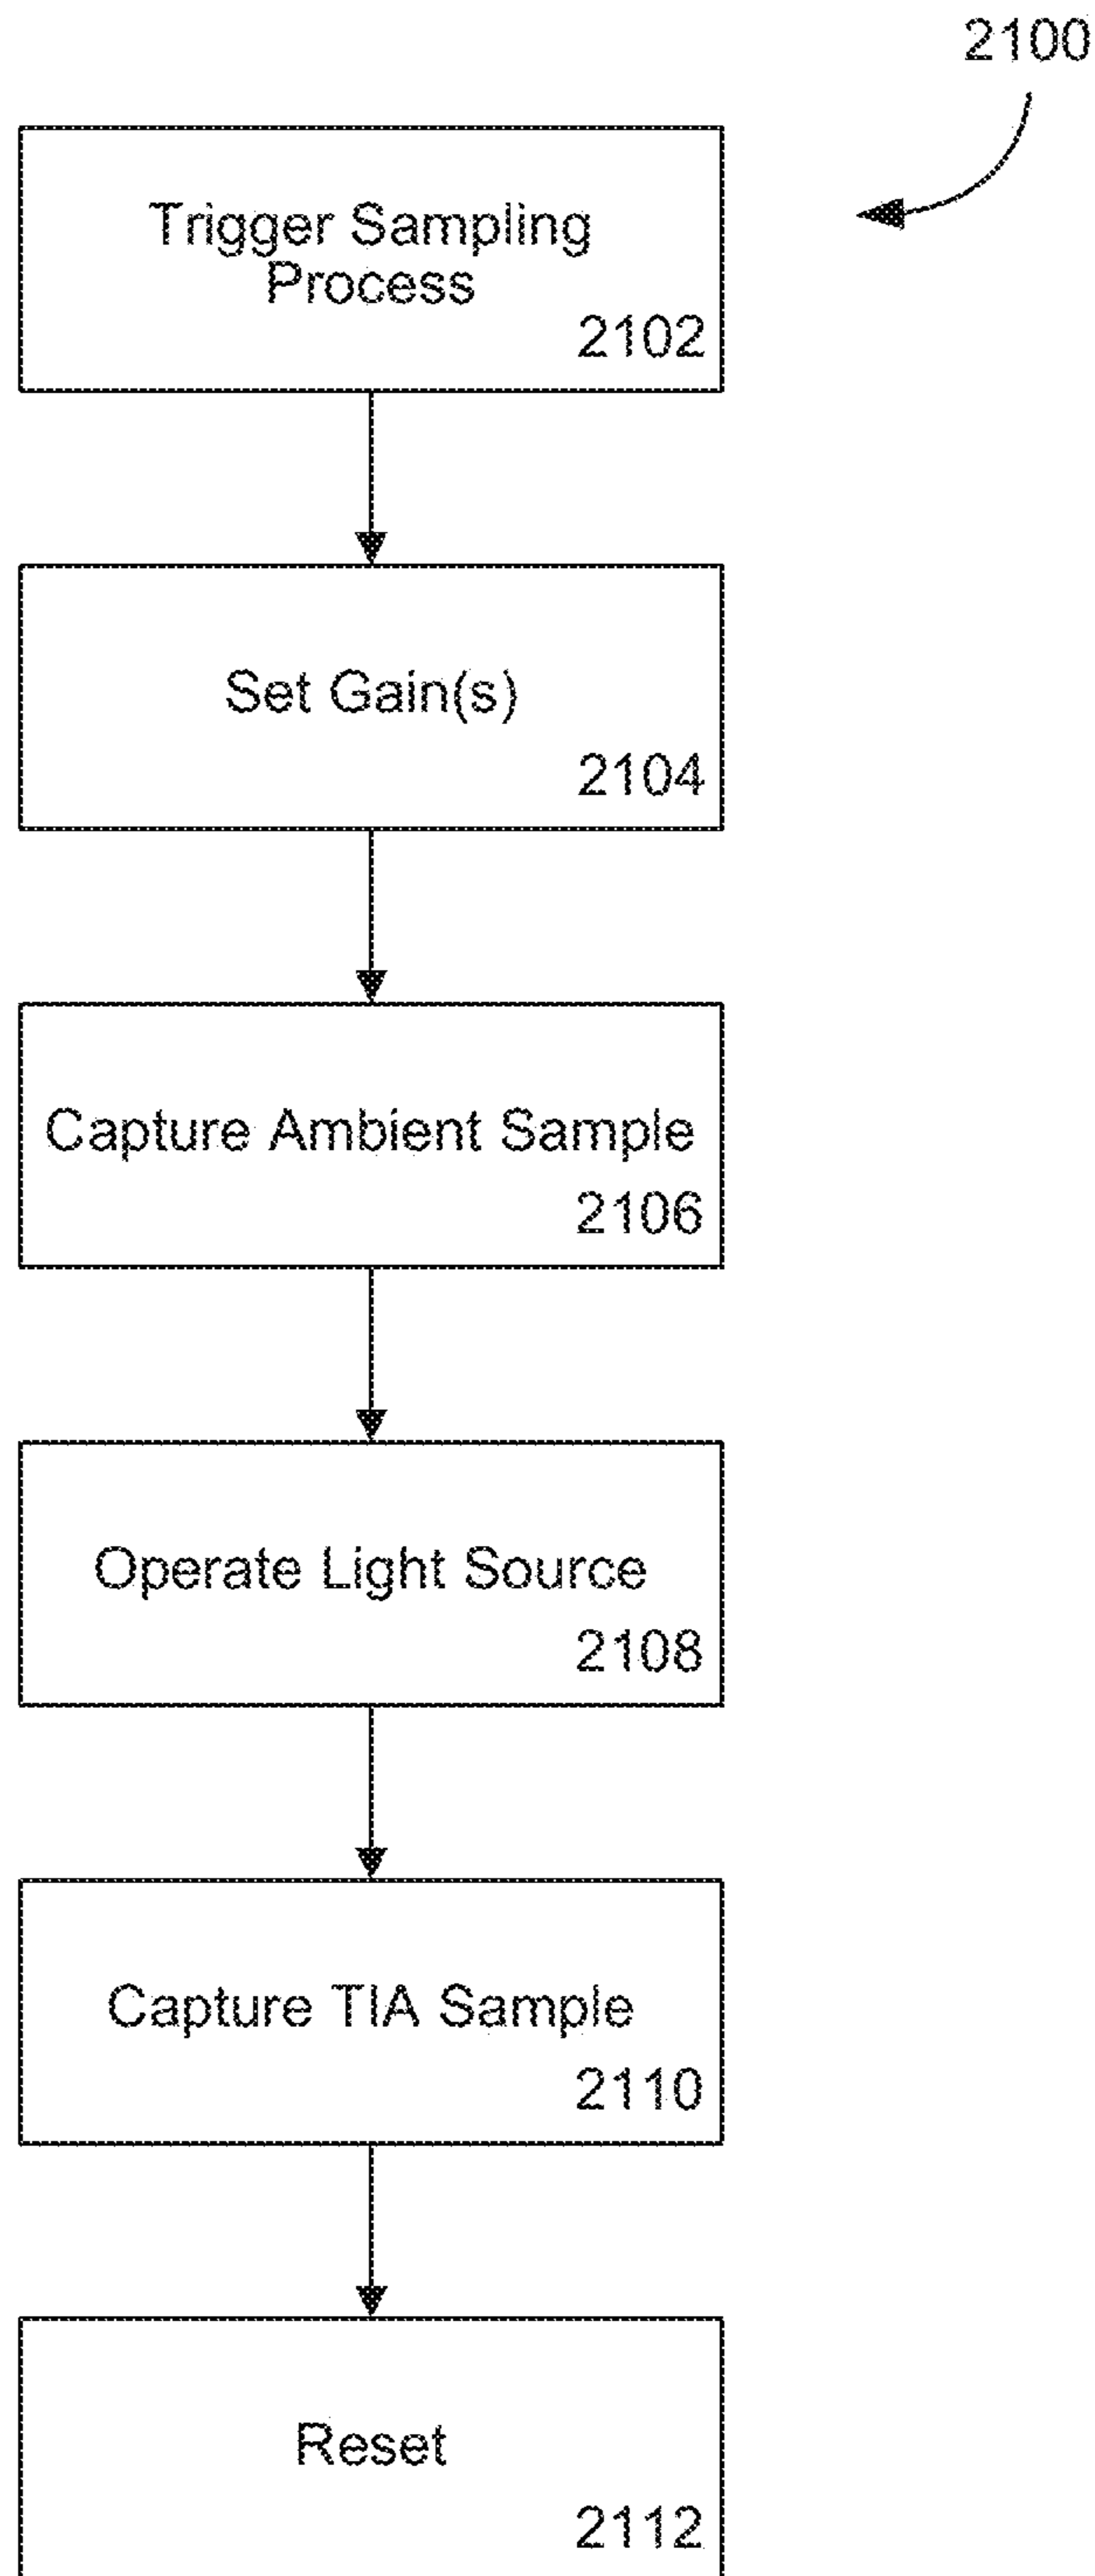 2100
Trigger Sampling
Process
2102
Set Gain(s)
2104
Capture Ambient Sample
2106
Operate Light Source
2108
Capture TIA Sample
2110
Reset
2112